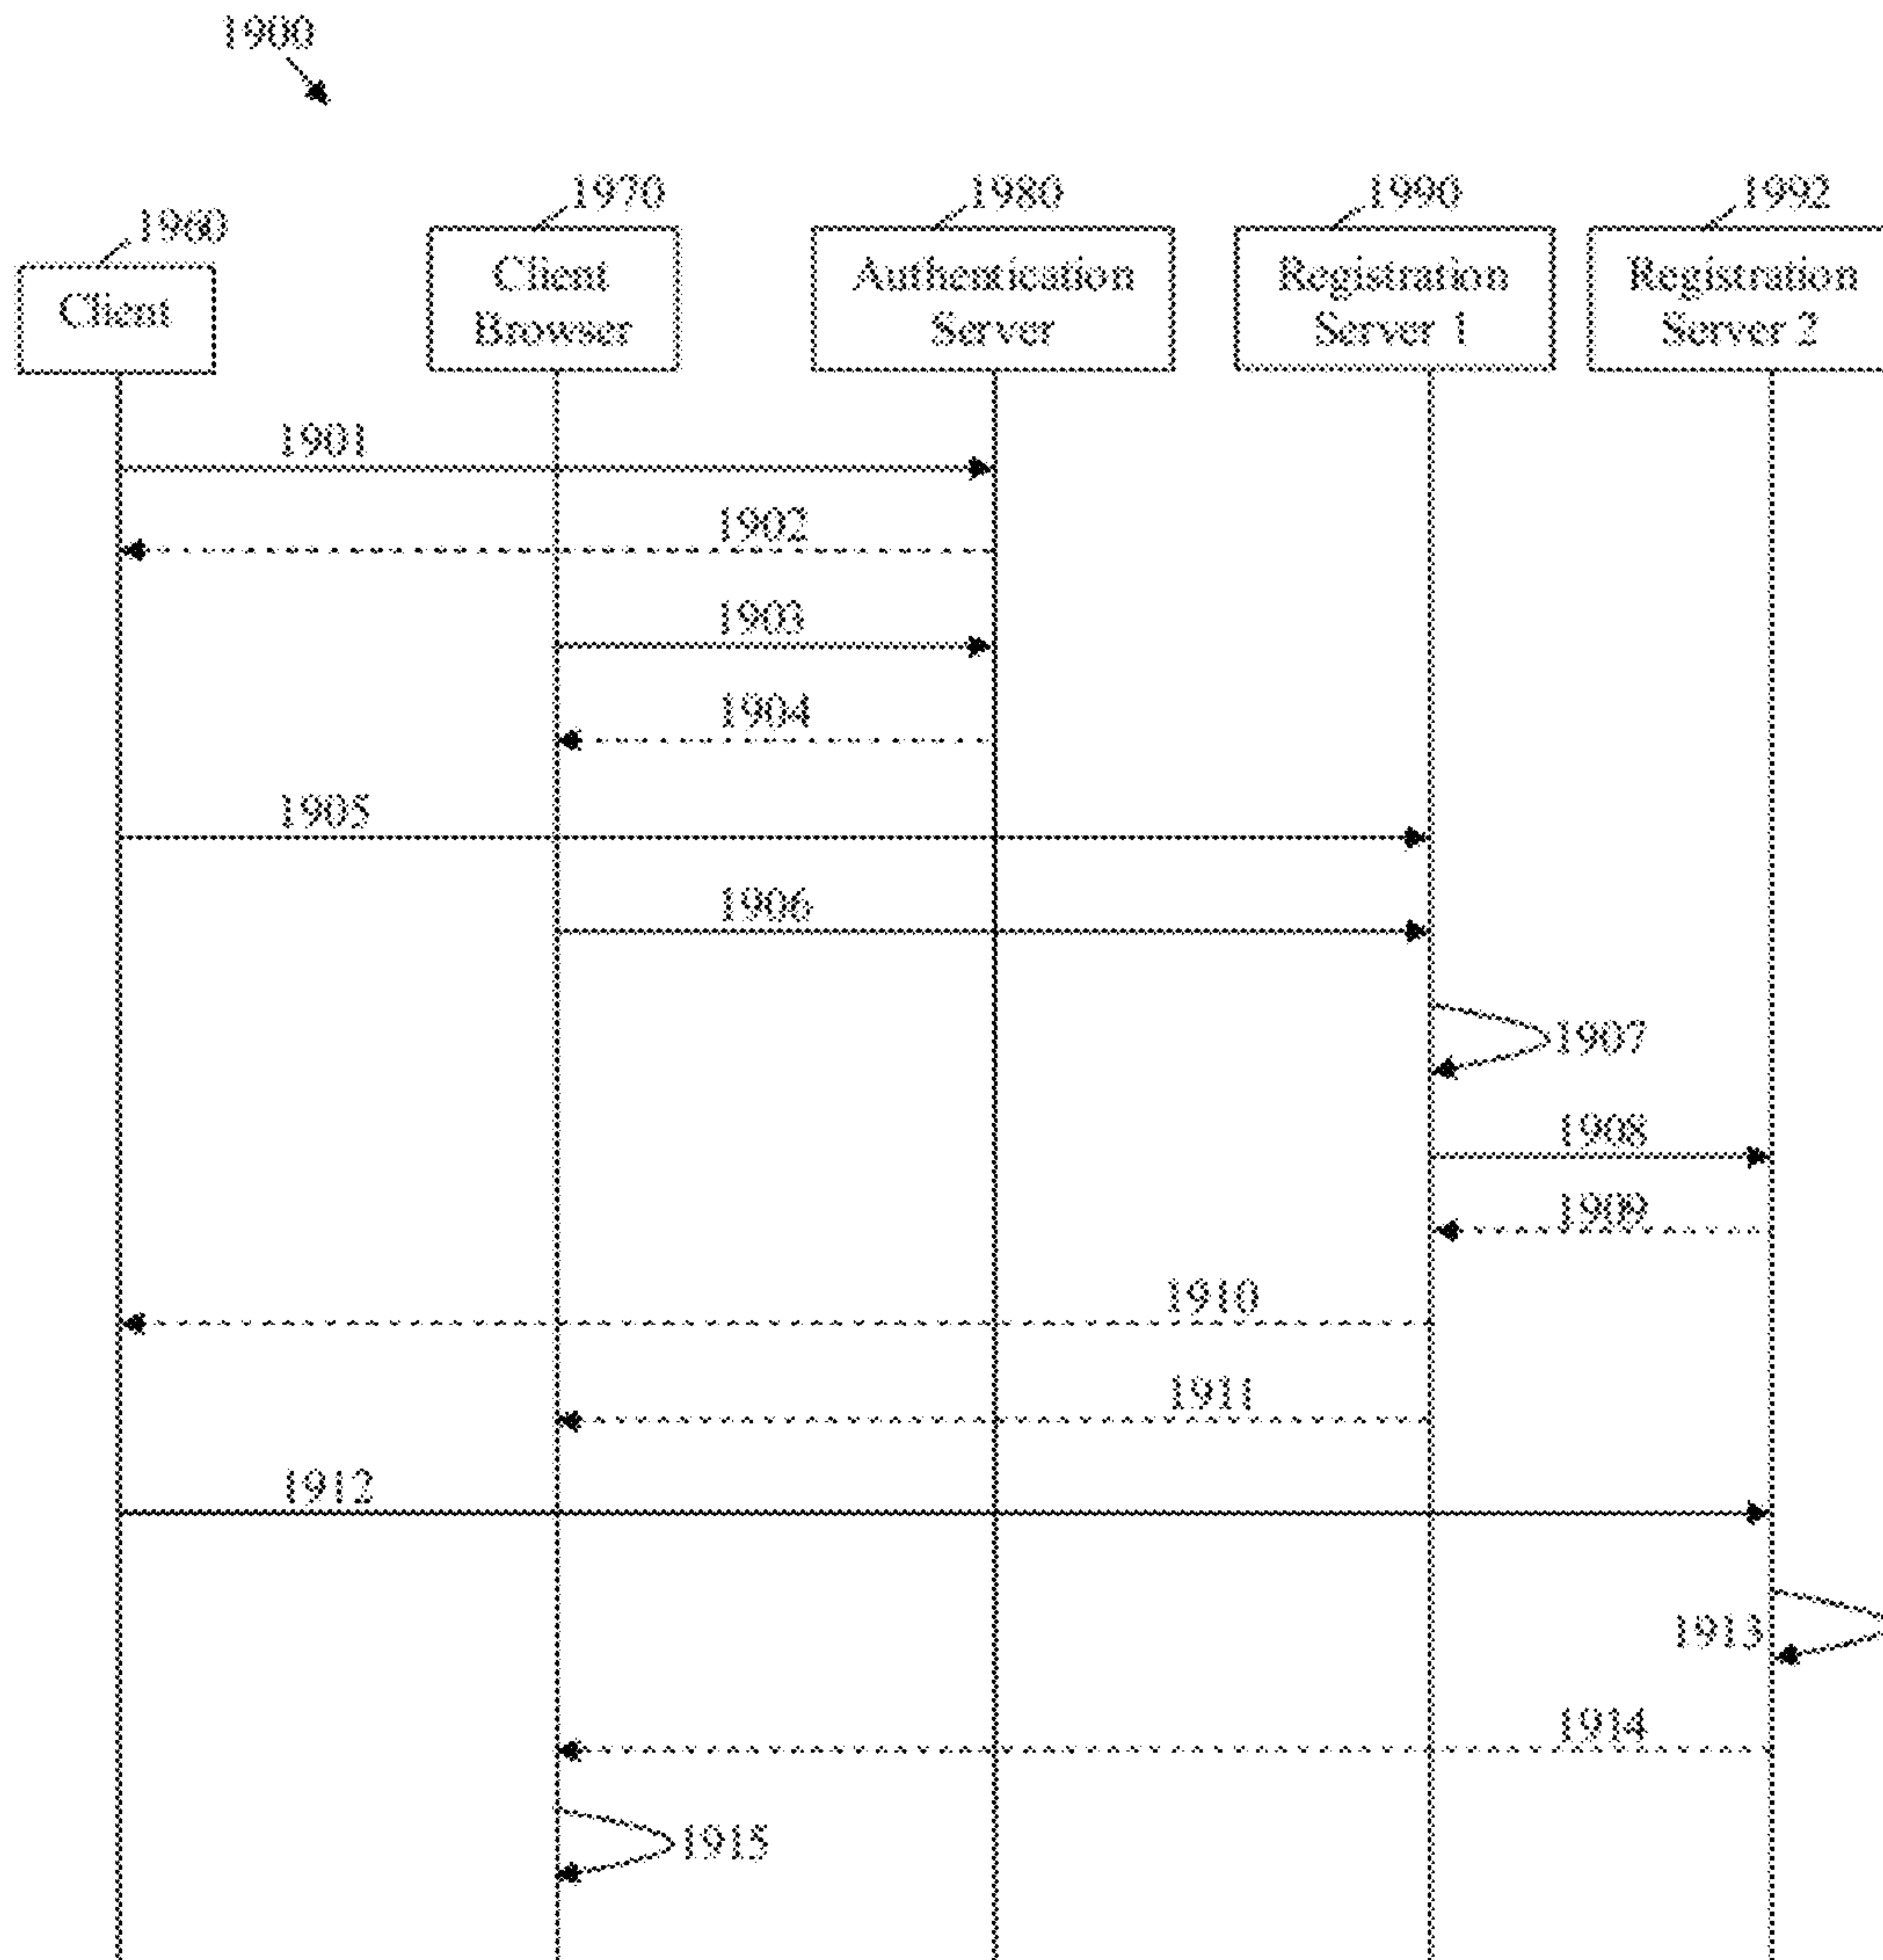 1900
1960
1970
1980
1990
1992
Client
Client
Browser
Authentication
Server
Registration
Server 1
Registration
Server 2
1901
1902
1903
1904
1905
1906
1907
1908
1909
1910
1911
1912
1913
1914
1915